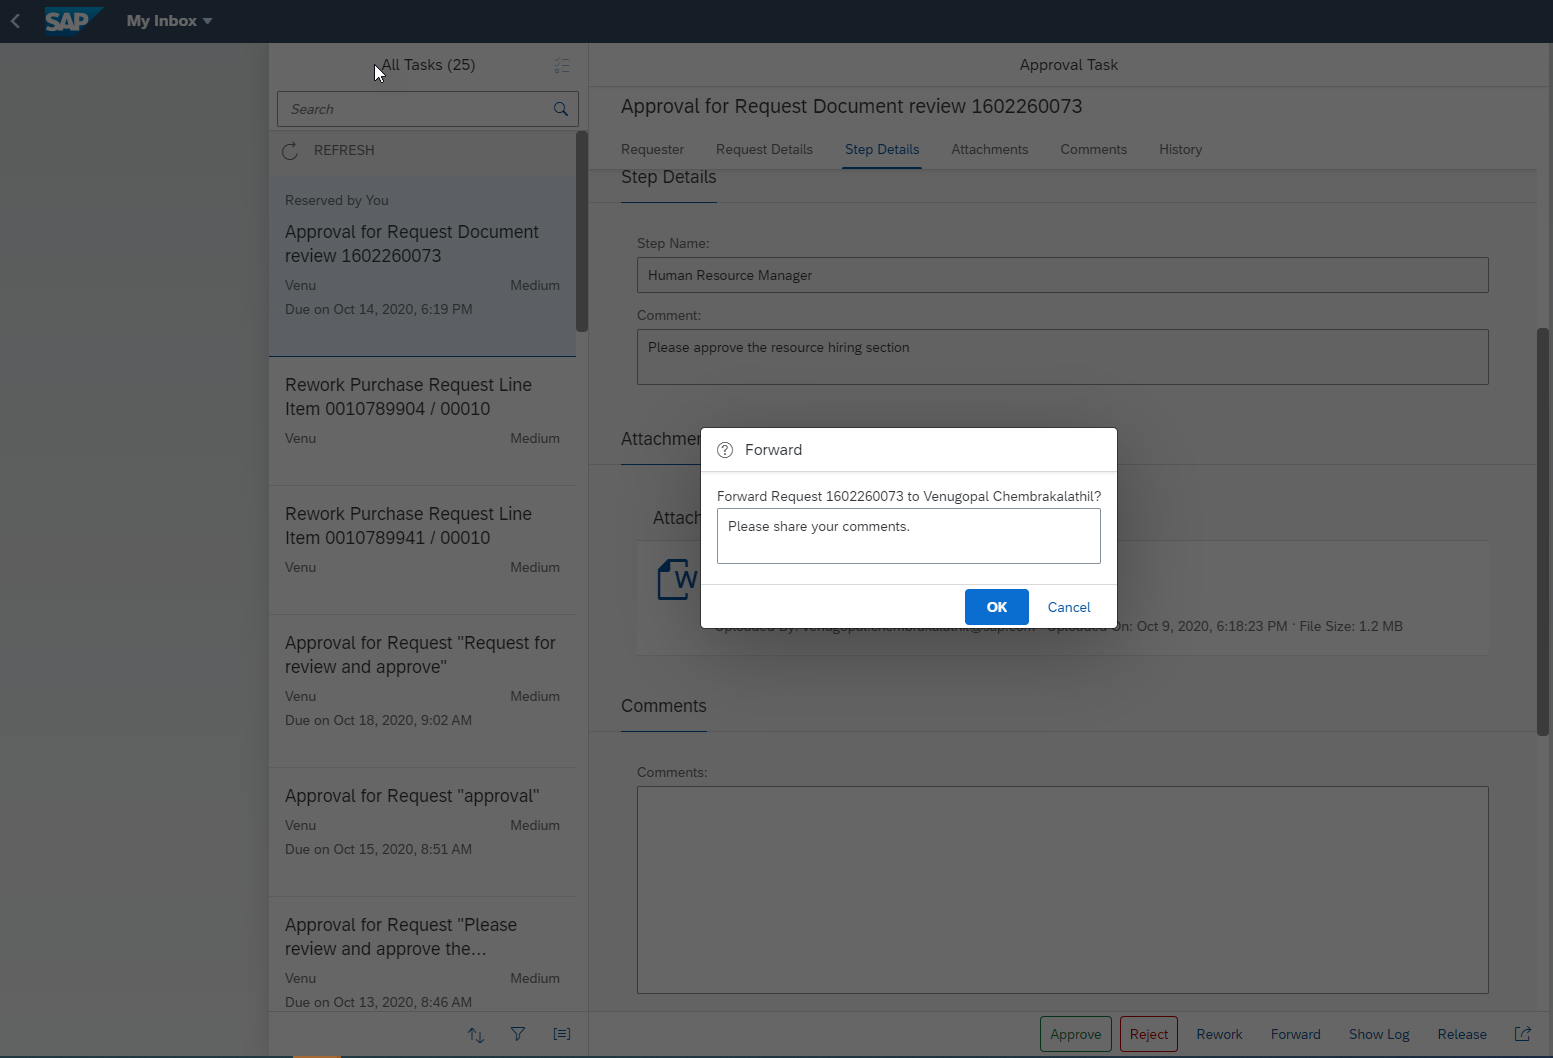 SAP My Inbox
All Tasks (25)
Search
REFRESH
Reserved by You
Approval for Request Document
review 1602260073
Venu Medium
Due on Oct 14, 2020, 6:19 PM
Rework Purchase Request Line
Item 0010789904 / 00010
Venu Medium
Rework Purchase Request Line
Item 0010789941 / 00010
Venu Medium
Approval for Request "Request for
review and approve"
Venu Medium
Due on Oct 18, 2020, 9:02 AM
Approval for Request "approval"
Venu Medium
Due on Oct 15, 2020, 8:51 AM
Approval for Request "Please
review and approve the...
Venu Medium
Due on Oct 13, 2020, 8:46 AM
Approval Task
Approval for Request Document review 1602260073
Requester Request Details Step Details Attachments Comments History
Step Details
Step Name:
Human Resource Manager
Comment:
Please approve the resource hiring section
Forward
Forward Request 1602260073 to Venugopal Chembrakalathil?
Please share your comments.
OK Cancel
W
On: Oct 9, 2020, 6:18:23 PM · File Size: 1.2 MB
Comments
Comments:
Approve Reject Rework Forward Show Log Release